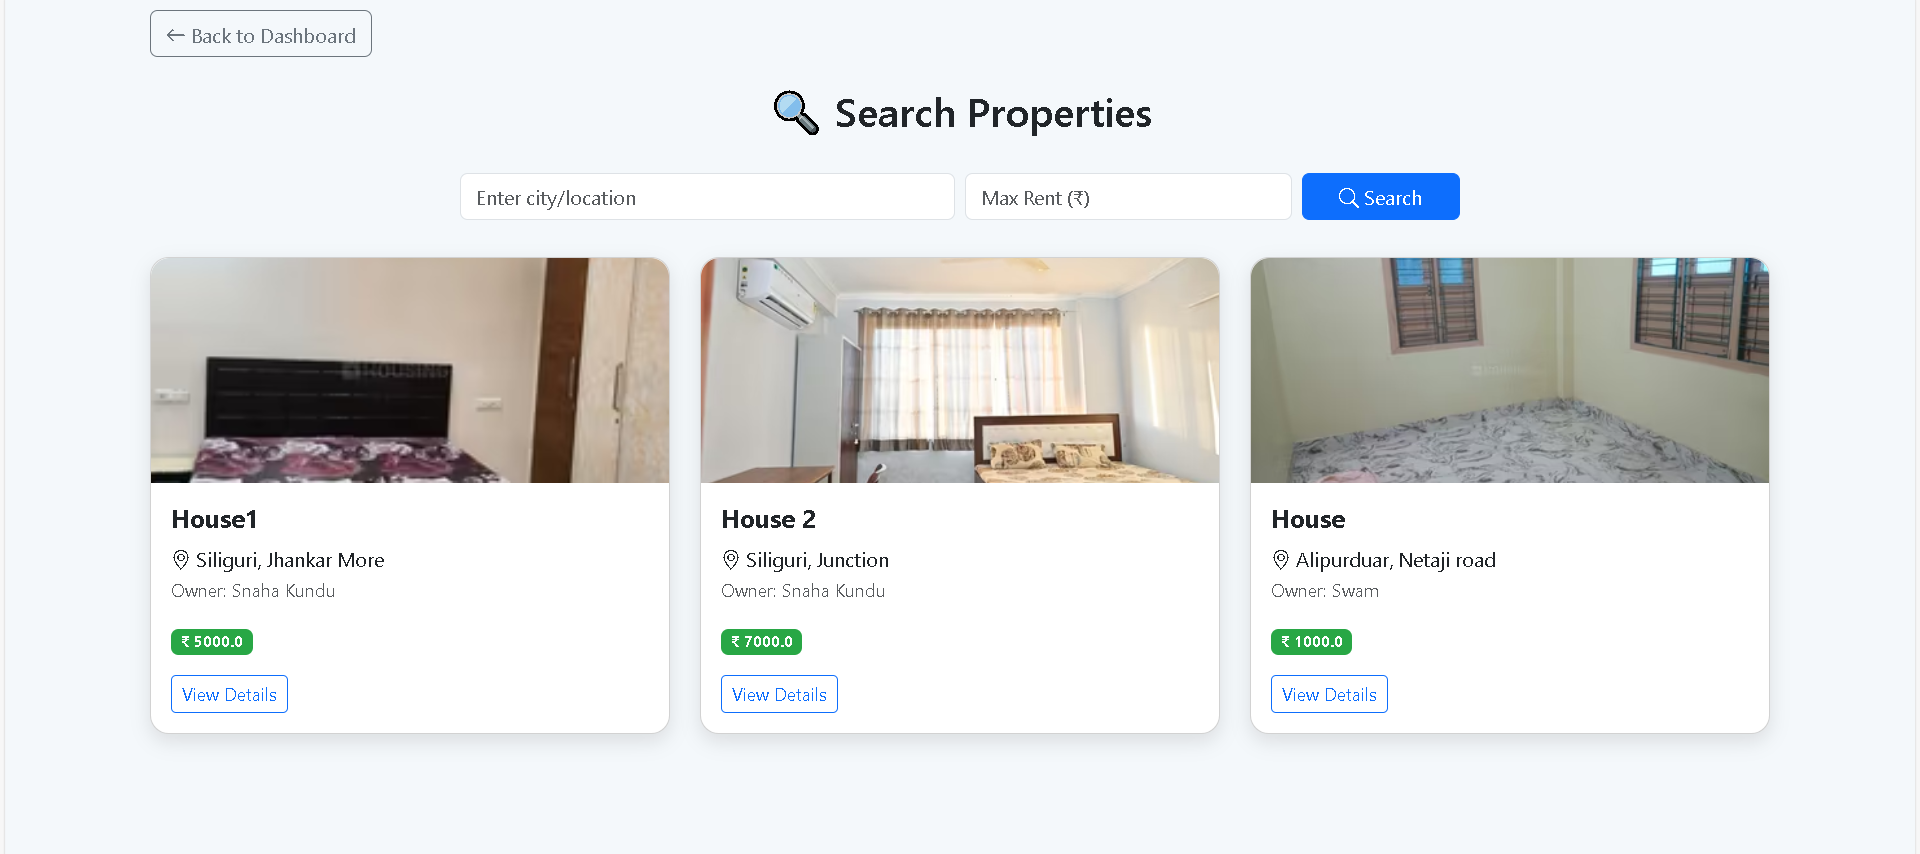 ← Back to Dashboard
Search Properties
Enter city/location
Max Rent (₹)
Search
HOUSING
House1
Siliguri, Jhankar More
Owner: Snaha Kundu
₹ 5000.0
View Details
House 2
Siliguri, Junction
Owner: Snaha Kundu
₹ 7000.0
View Details
House
Alipurduar, Netaji road
Owner: Swam
₹ 1000.0
View Details